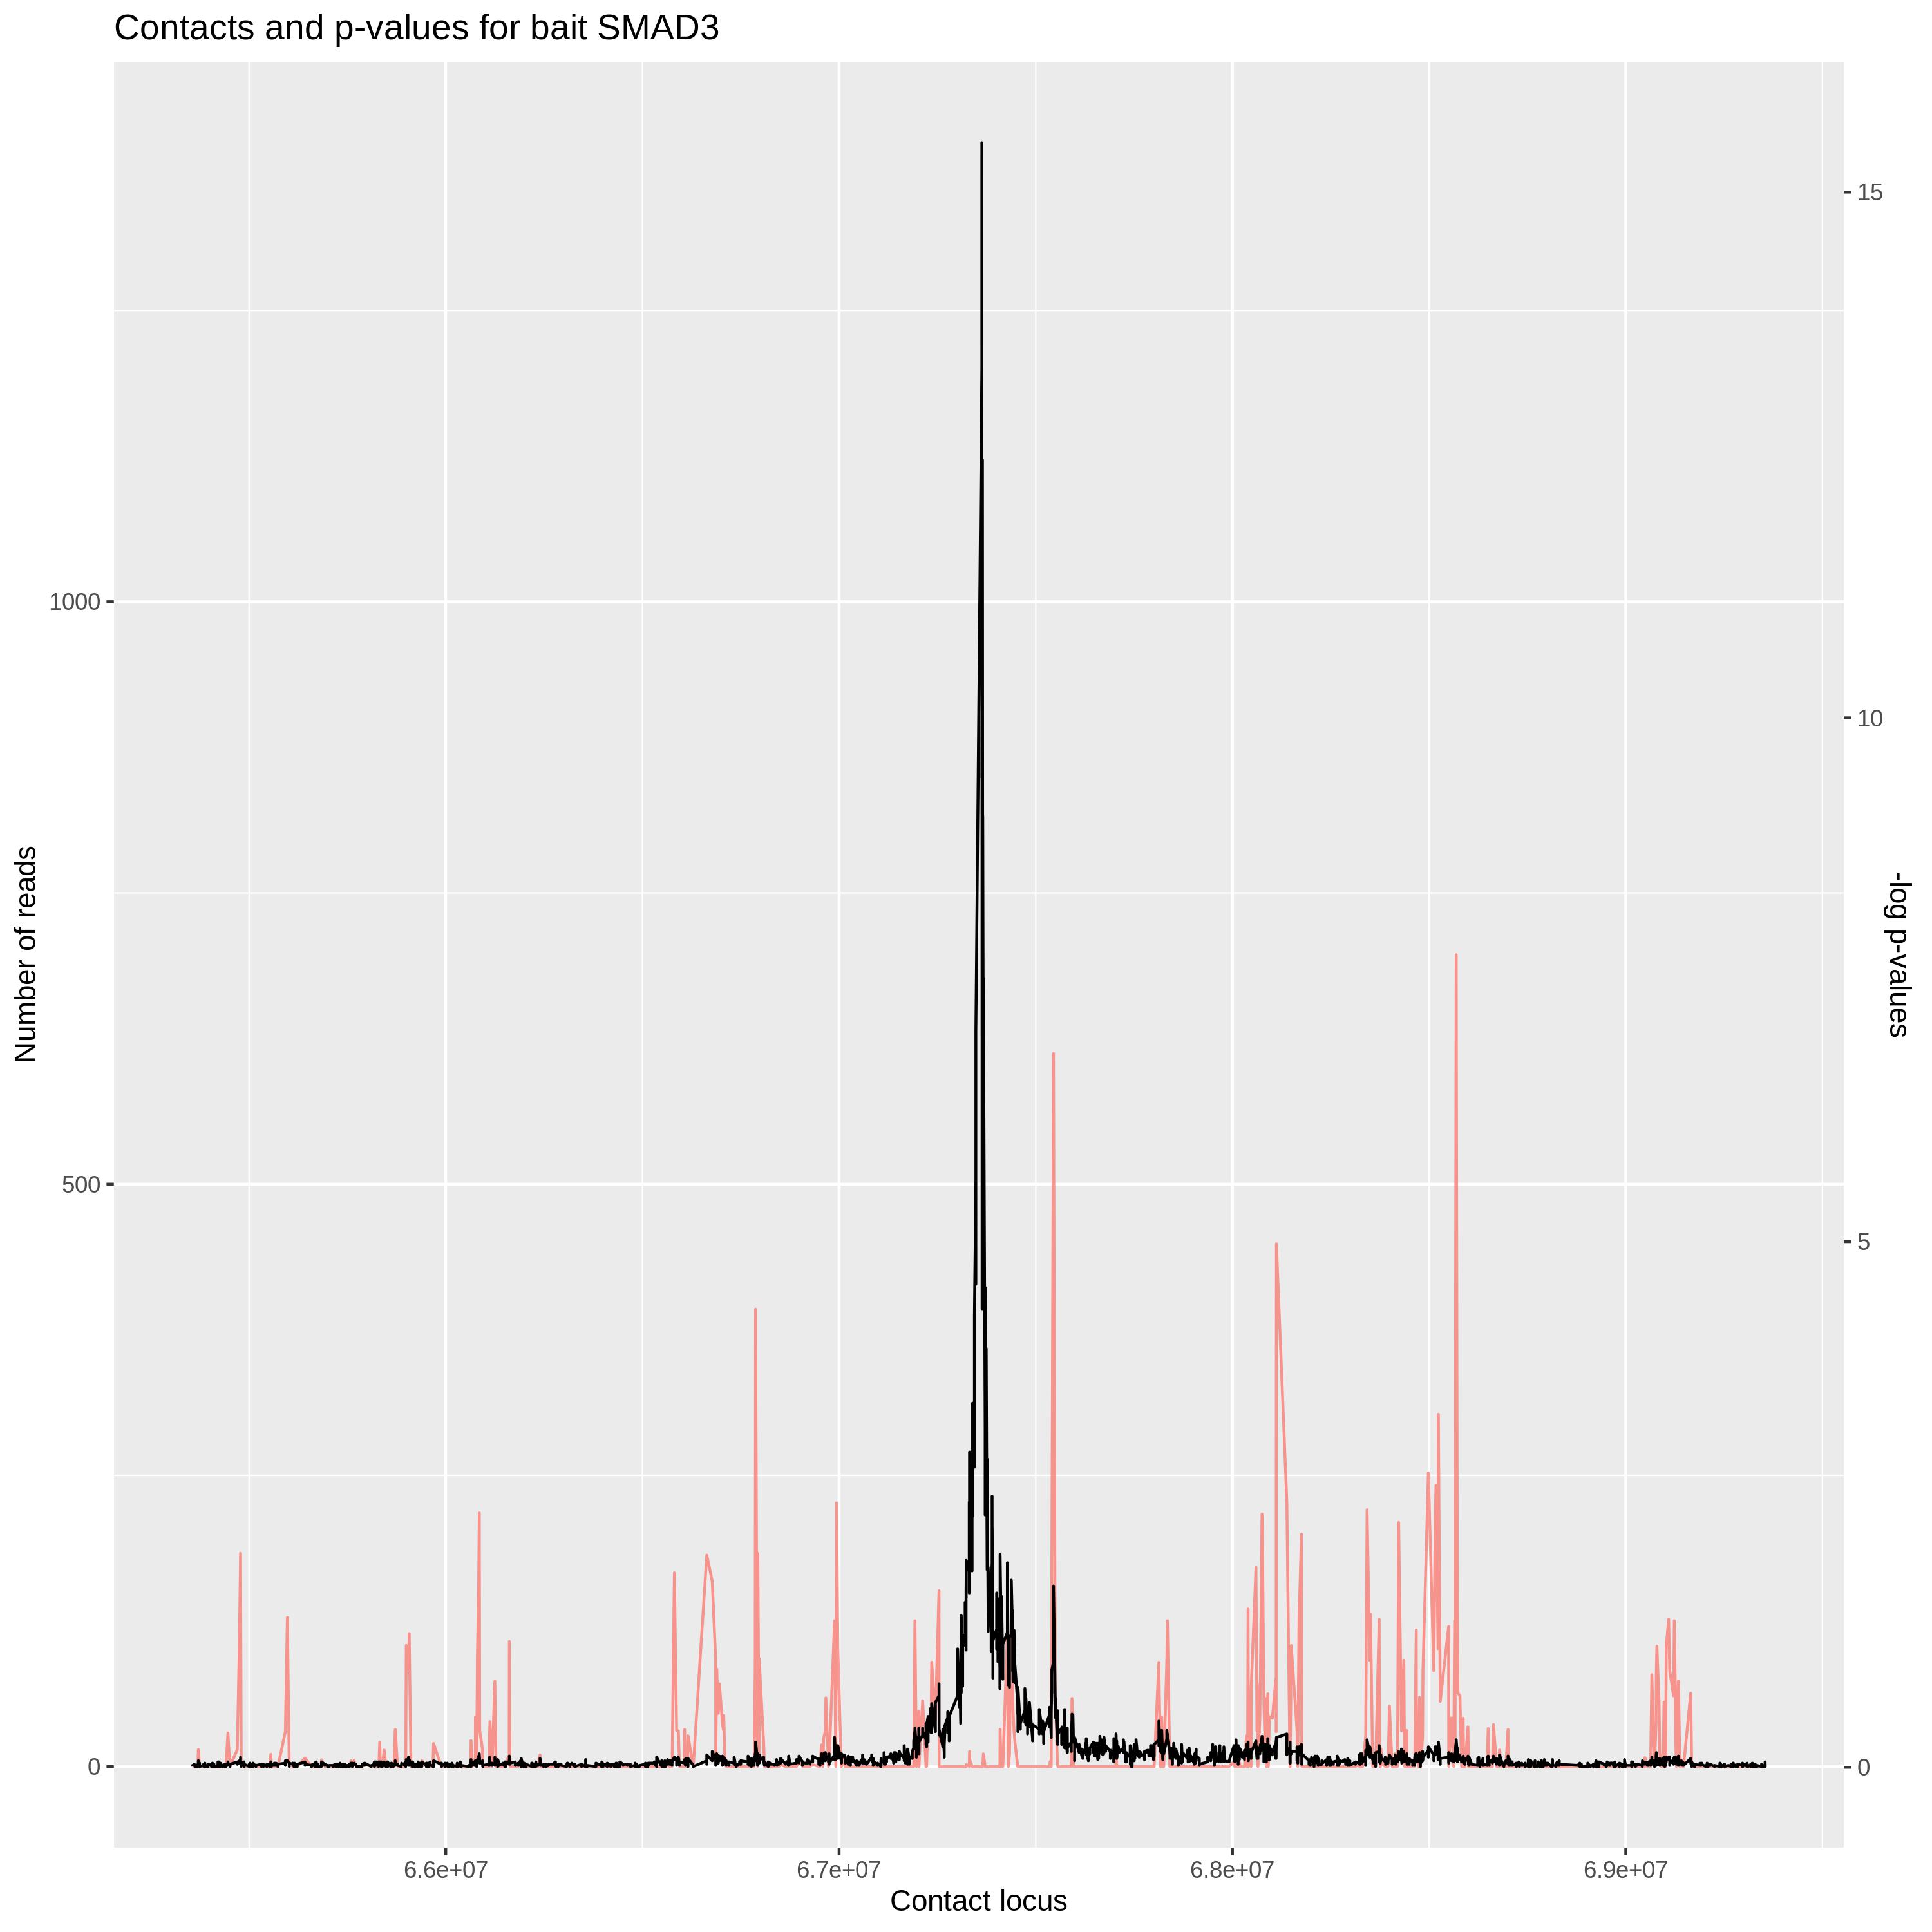 Contacts and p-values for bait SMAD3
Number of reads
1000
500
0
15
10
5
0
-log p-values
6.6e+07
6.7e+07
6.8e+07
6.9e+07
Contact locus